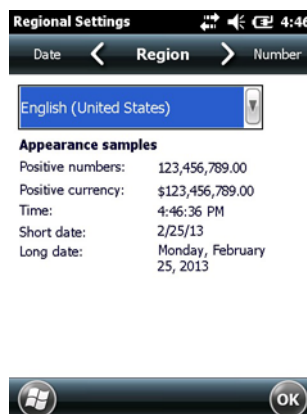 Regional Settings 4:46
Date Region Number
English (United States)
Appearance samples
Positive numbers: 123,456,789.00
Positive currency: $123,456,789.00
Time: 4:46:36 PM
Short date: 2/25/13
Long date: Monday, February
25, 2013
OK